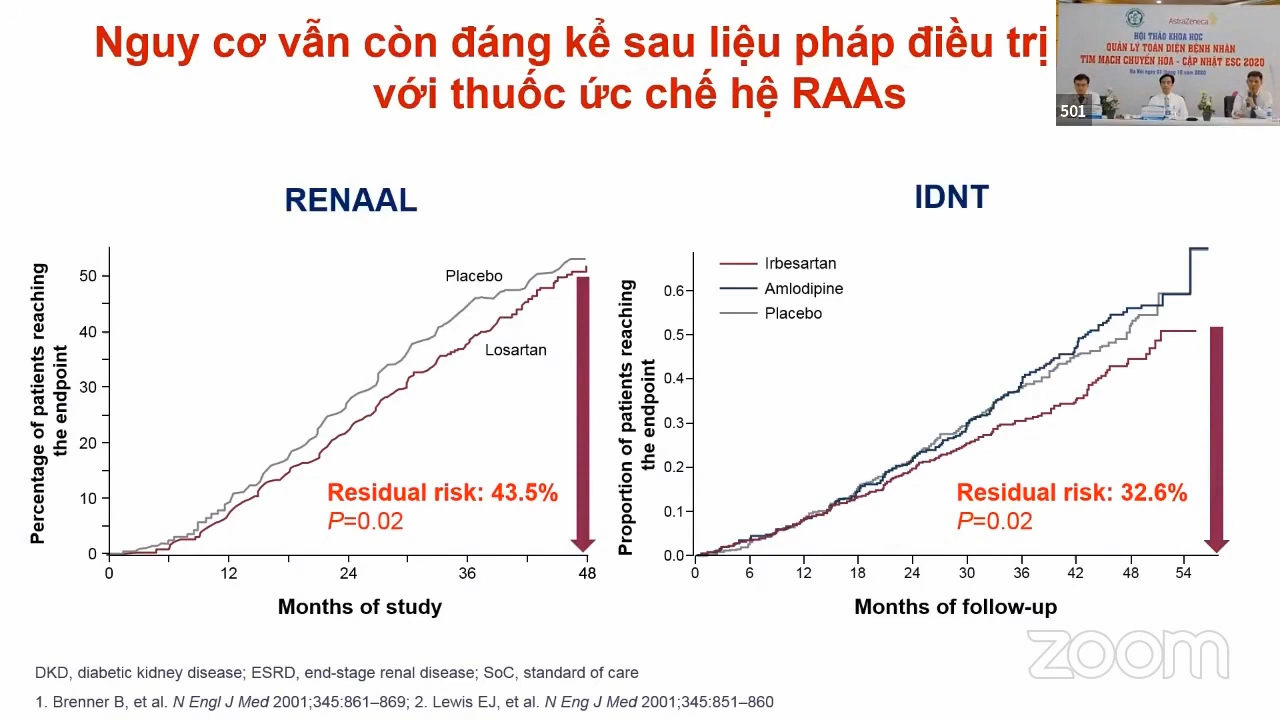 Nguy cơ vẫn còn đáng kể sau liệu pháp điều trị
với thuốc ức chế hệ RAAs
AstraZeneca
HỘI THẢO KHOA HỌC
QUẢN LÝ TOÀN DIỆN BỆNH NHÂN
TIM MẠCH CHUYỂN HÓA - CẬP NHẬT ESC 2020
501
RENAAL
Percentage of patients reaching
the endpoint
50
40
30
20
10
0
Placebo
Losartan
Residual risk: 43.5%
P=0.02
0 12 24 36 48
Months of study
IDNT
Proportion of patients reaching
the endpoint
0.6
0.5
0.4
0.3
0.2
0.1
0.0
Irbesartan
Amlodipine
Placebo
Residual risk: 32.6%
P=0.02
0 6 12 18 24 30 36 42 48 54
Months of follow-up
zoom
DKD, diabetic kidney disease; ESRD, end-stage renal disease; SoC, standard of care
1. Brenner B, et al. N Engl J Med 2001;345:861–869; 2. Lewis EJ, et al. N Eng J Med 2001;345:851–860